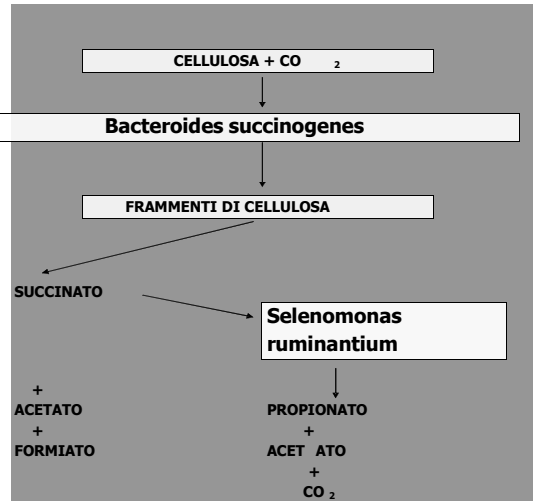 CELLULOSA + CO 2
Bacteroides succinogenes
FRAMMENTI DI CELLULOSA
SUCCINATO
Selenomonas
ruminantium
+
ACETATO
+
FORMIATO
PROPIONATO
+
ACET ATO
+
CO 2